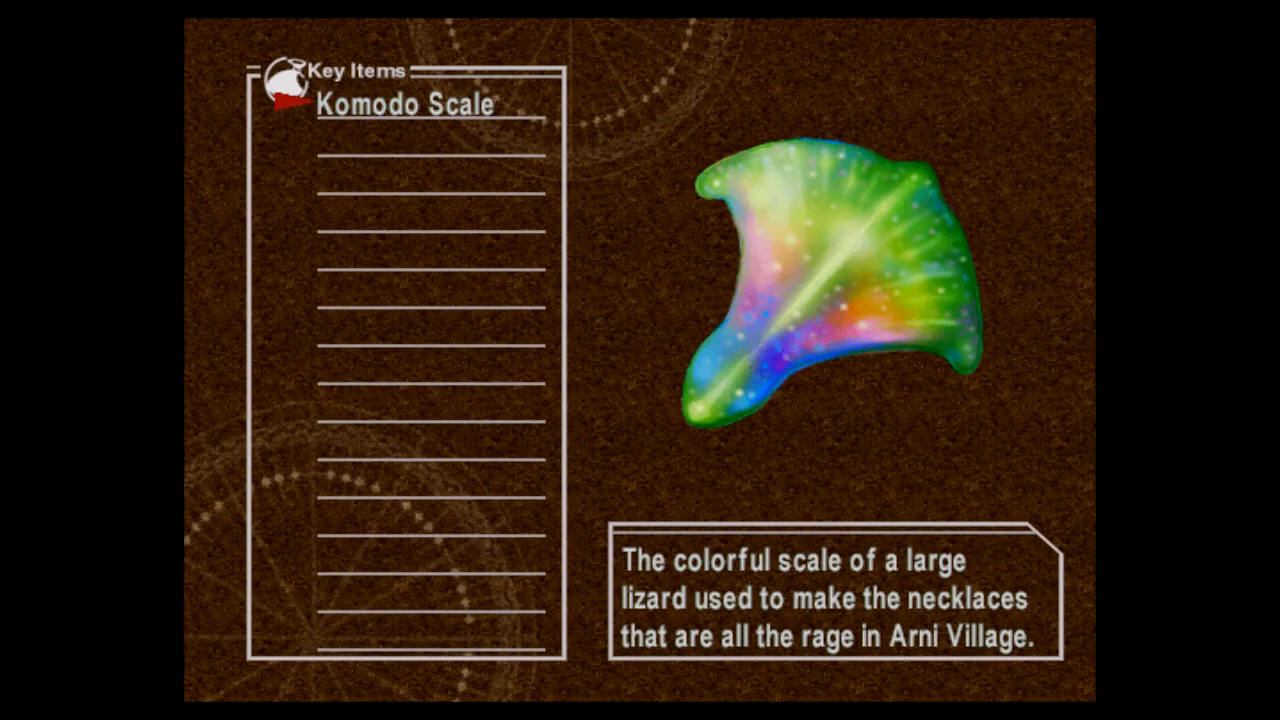 Key Items
Komodo Scale
The colorful scale of a large
lizard used to make the necklaces
that are all the rage in Arni Village.